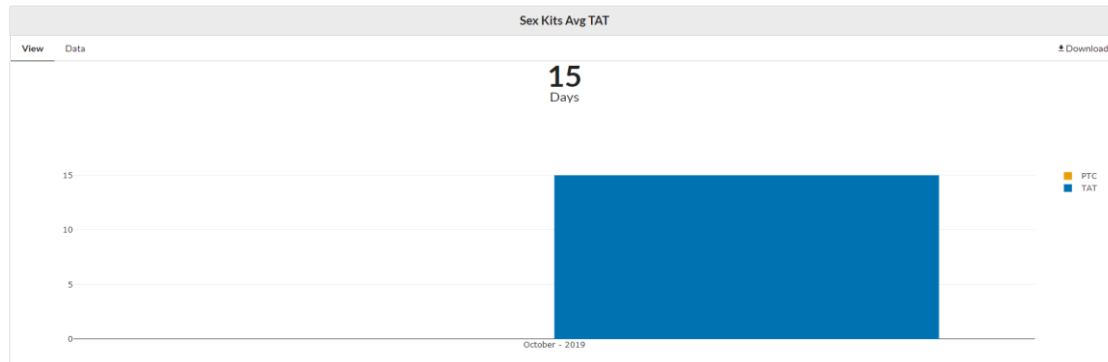 Sex Kits Avg TAT
View Data Download
15
Days
15
10
5
0
October - 2019
PTC
TAT